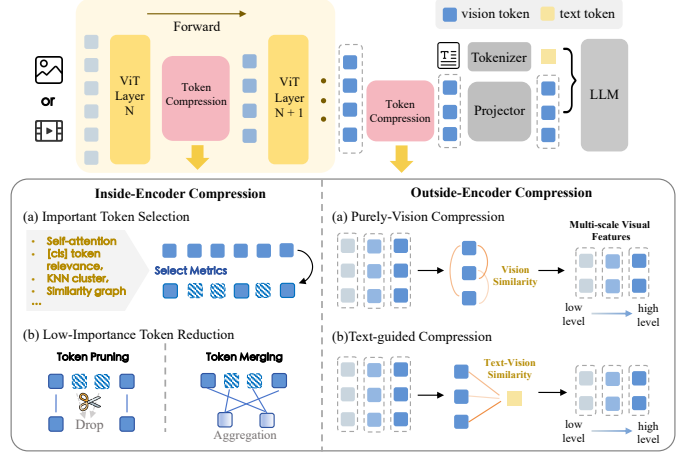 Forward
vision token
text token
or
ViT
Layer
N
Token
Compression
ViT
Layer
N + 1
Token
Compression
Tokenizer
Projector
LLM
Inside-Encoder Compression
(a) Important Token Selection
• Self-attention
• [cls] token
relevance,
• KNN cluster,
• Similarity graph
...
Select Metrics
(b) Low-Importance Token Reduction
Token Pruning
Drop
Token Merging
Aggregation
Outside-Encoder Compression
(a) Purely-Vision Compression
Vision
Similarity
Multi-scale Visual
Features
low
level
high
level
(b)Text-guided Compression
Text-Vision
Similarity
low
level
high
level